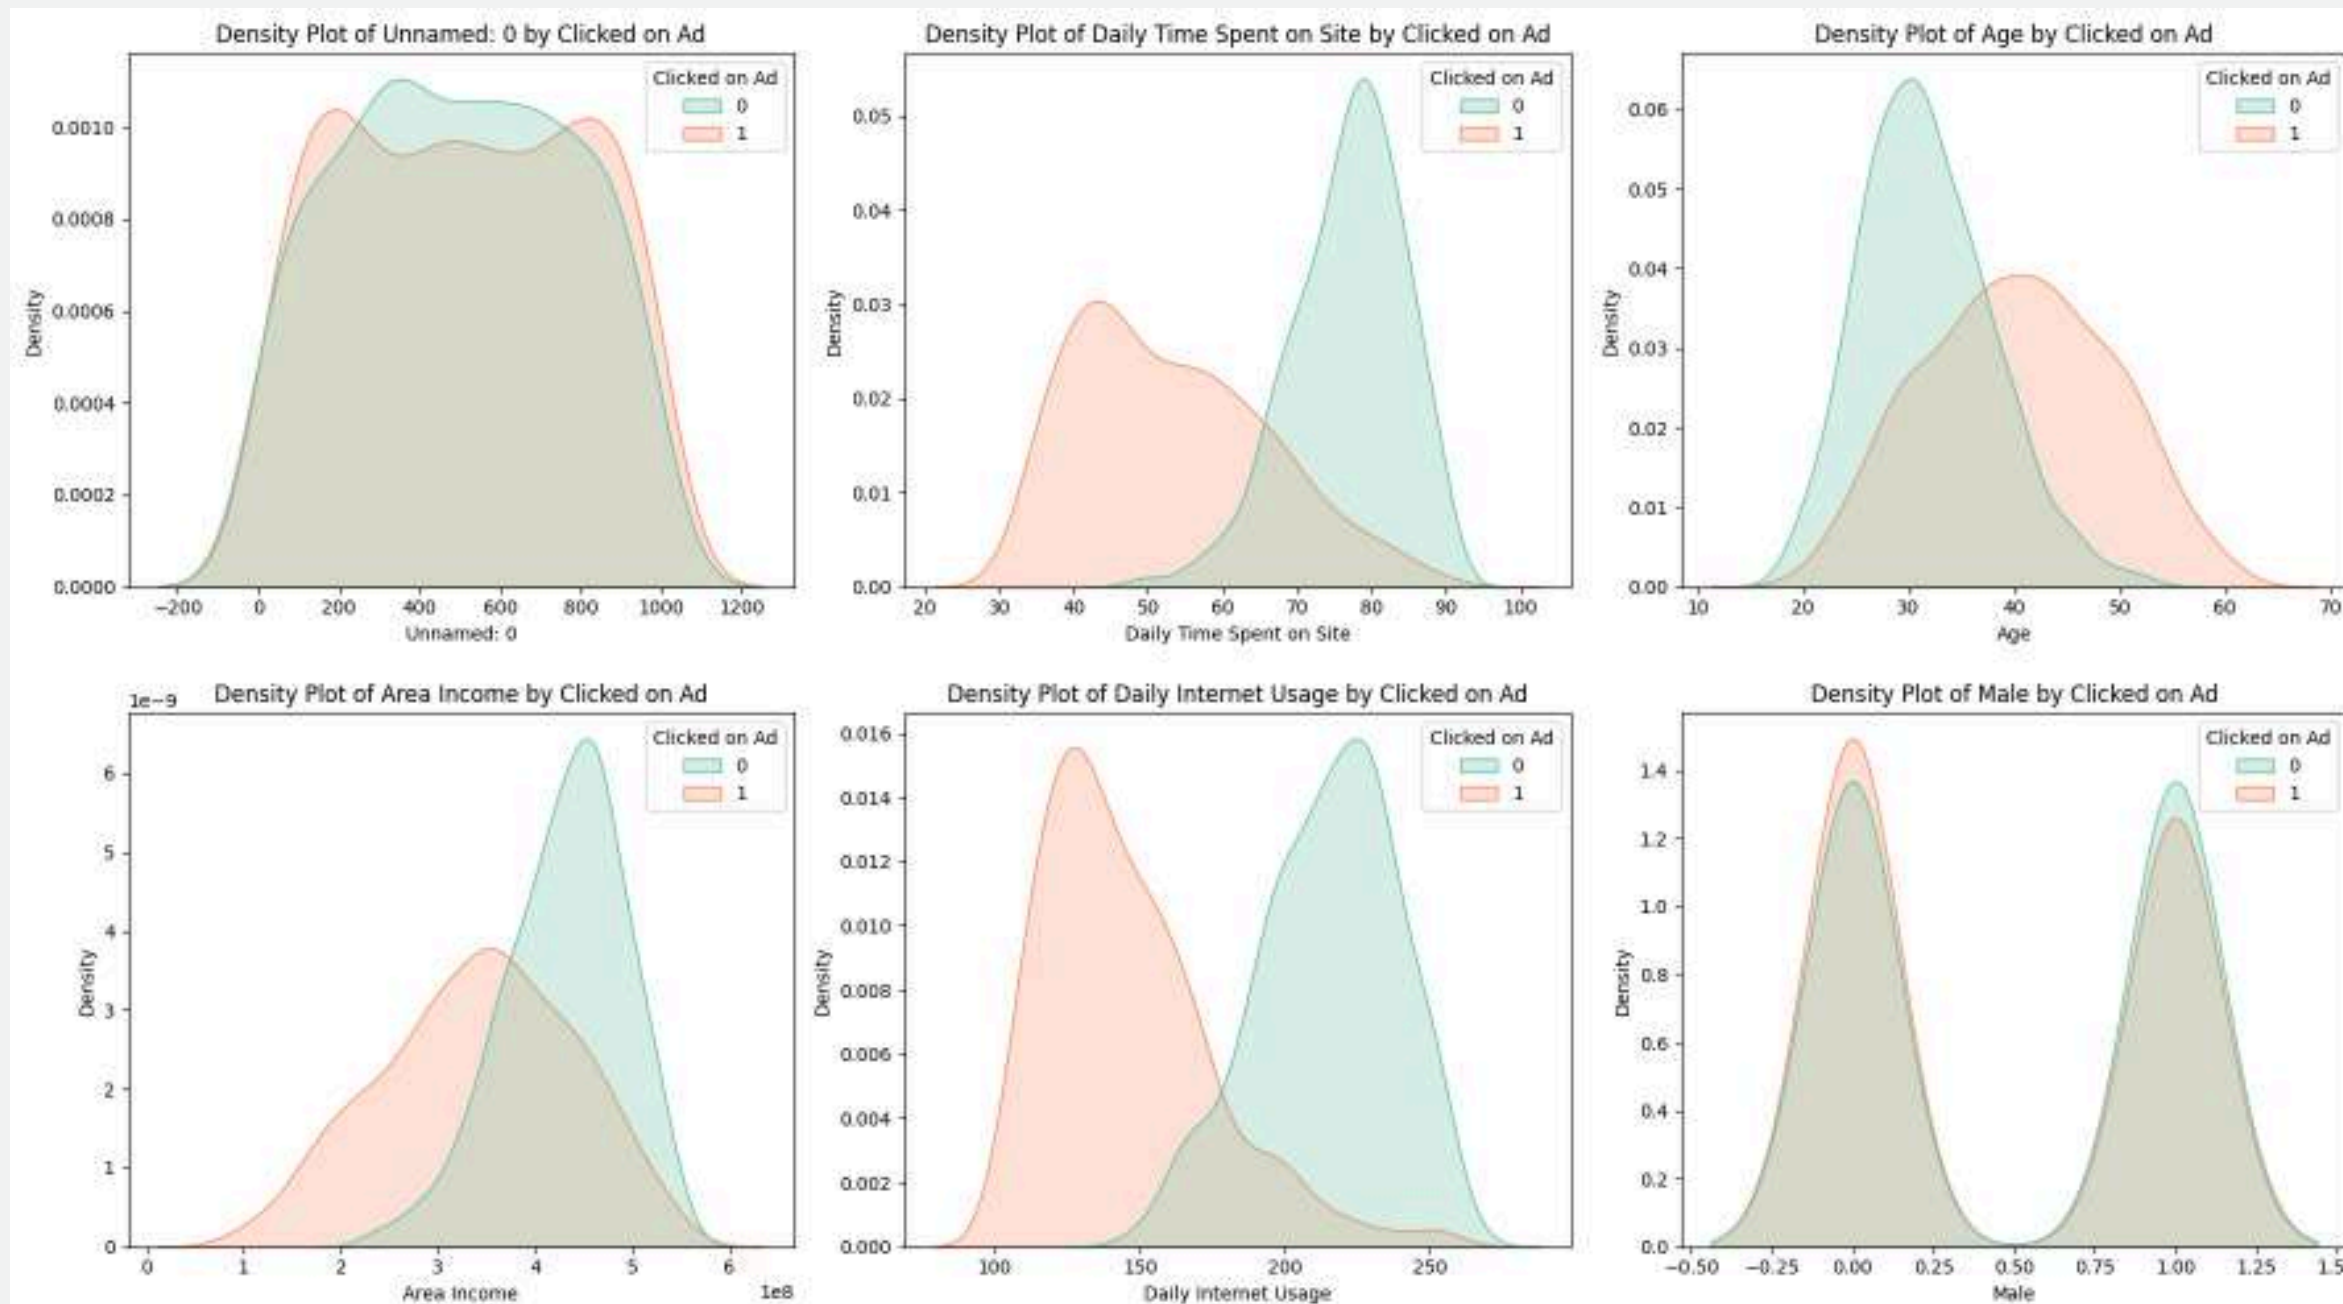 Density Plot of Unnamed: 0 by Clicked on Ad
Clicked on Ad
0
1
0.0010
0.0008
0.0006
0.0004
0.0002
0.0000
Density
−200 0 200 400 600 800 1000 1200
Unnamed: 0
Density Plot of Daily Time Spent on Site by Clicked on Ad
Clicked on Ad
0
1
0.05
0.04
0.03
0.02
0.01
0.00
Density
20 30 40 50 60 70 80 90 100
Daily Time Spent on Site
Density Plot of Age by Clicked on Ad
Clicked on Ad
0
1
0.06
0.05
0.04
0.03
0.02
0.01
0.00
Density
10 20 30 40 50 60 70
Age
Density Plot of Area Income by Clicked on Ad
1e−9
Clicked on Ad
0
1
6
5
4
3
2
1
0
Density
0 1 2 3 4 5 6
1e8
Area Income
Density Plot of Daily Internet Usage by Clicked on Ad
Clicked on Ad
0
1
0.016
0.014
0.012
0.010
0.008
0.006
0.004
0.002
0.000
Density
100 150 200 250
Daily Internet Usage
Density Plot of Male by Clicked on Ad
Clicked on Ad
0
1
1.4
1.2
1.0
0.8
0.6
0.4
0.2
0.0
Density
−0.50 −0.25 0.00 0.25 0.50 0.75 1.00 1.25
Male